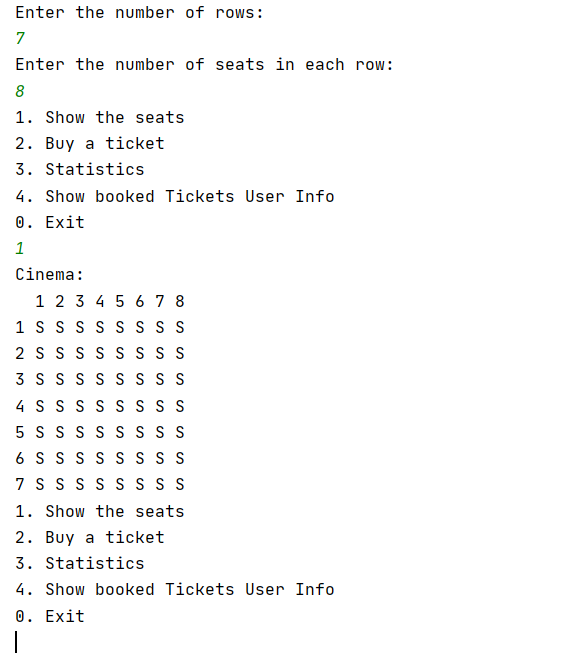 Enter the number of rows:
7
Enter the number of seats in each row:
8
1. Show the seats
2. Buy a ticket
3. Statistics
4. Show booked Tickets User Info
0. Exit
1
Cinema:
  1 2 3 4 5 6 7 8
1 S S S S S S S S
2 S S S S S S S S
3 S S S S S S S S
4 S S S S S S S S
5 S S S S S S S S
6 S S S S S S S S
7 S S S S S S S S
1. Show the seats
2. Buy a ticket
3. Statistics
4. Show booked Tickets User Info
0. Exit